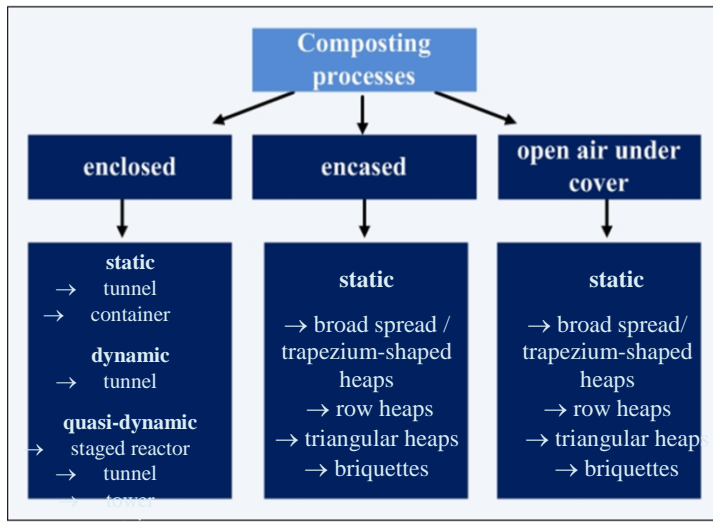 Composting
processes
enclosed
encased
open air under
cover
static
→ tunnel
→ container
dynamic
→ tunnel
quasi-dynamic
→ staged reactor
→ tunnel
→ tower
static
→ broad spread /
trapezium-shaped
heaps
→ row heaps
→ triangular heaps
→ briquettes
static
→ broad spread/
trapezium-shaped
heaps
→ row heaps
→ triangular heaps
→ briquettes